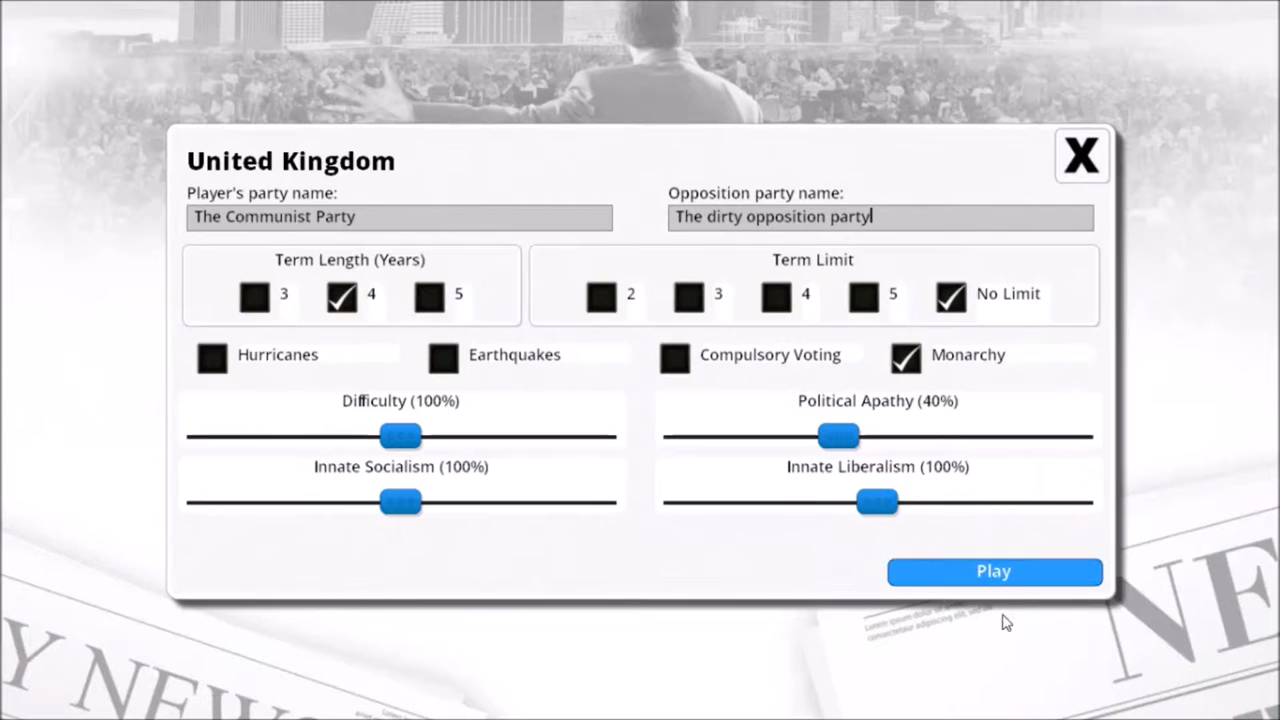 United Kingdom
X
Player's party name:
Opposition party name:
The Communist Party
The dirty opposition party
Term Length (Years)
Term Limit
3 4 5
2 3 4 5 No Limit
Hurricanes Earthquakes Compulsory Voting Monarchy
Difficulty (100%)
Political Apathy (40%)
Innate Socialism (100%)
Innate Liberalism (100%)
Play
NE
Y NEWS